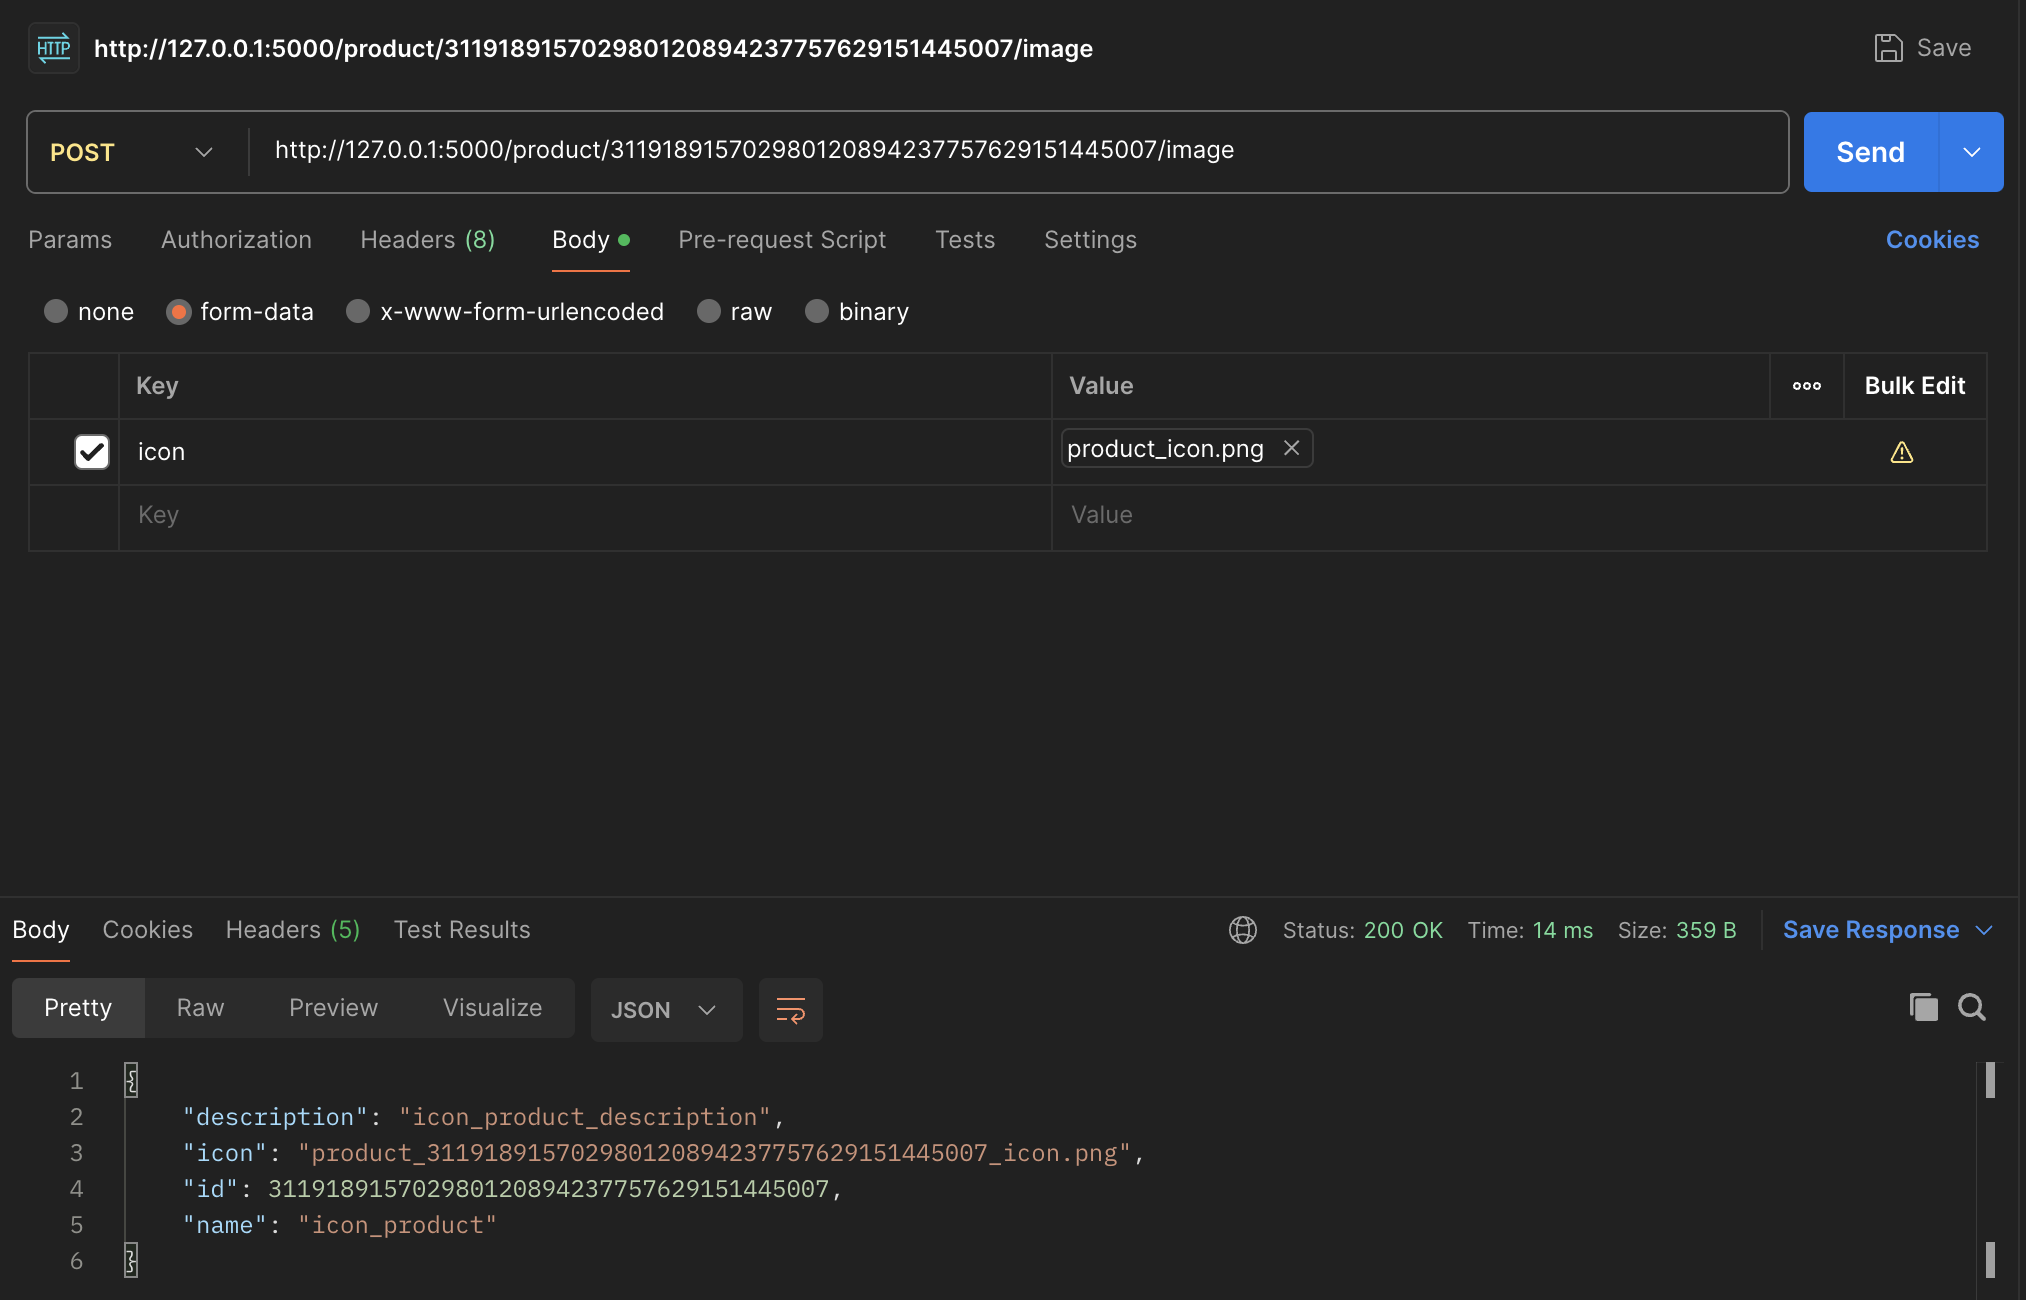 HTTP http://127.0.0.1:5000/product/311918915702980120894237757629151445007/image Save
POST http://127.0.0.1:5000/product/311918915702980120894237757629151445007/image Send
Params Authorization Headers (8) Body Pre-request Script Tests Settings Cookies
none form-data x-www-form-urlencoded raw binary
Key Value Bulk Edit
icon product_icon.png
Key Value
Body Cookies Headers (5) Test Results Status: 200 OK Time: 14 ms Size: 359 B Save Response
Pretty Raw Preview Visualize JSON
1 {
2 "description": "icon_product_description",
3 "icon": "product_311918915702980120894237757629151445007_icon.png",
4 "id": 311918915702980120894237757629151445007,
5 "name": "icon_product"
6 }